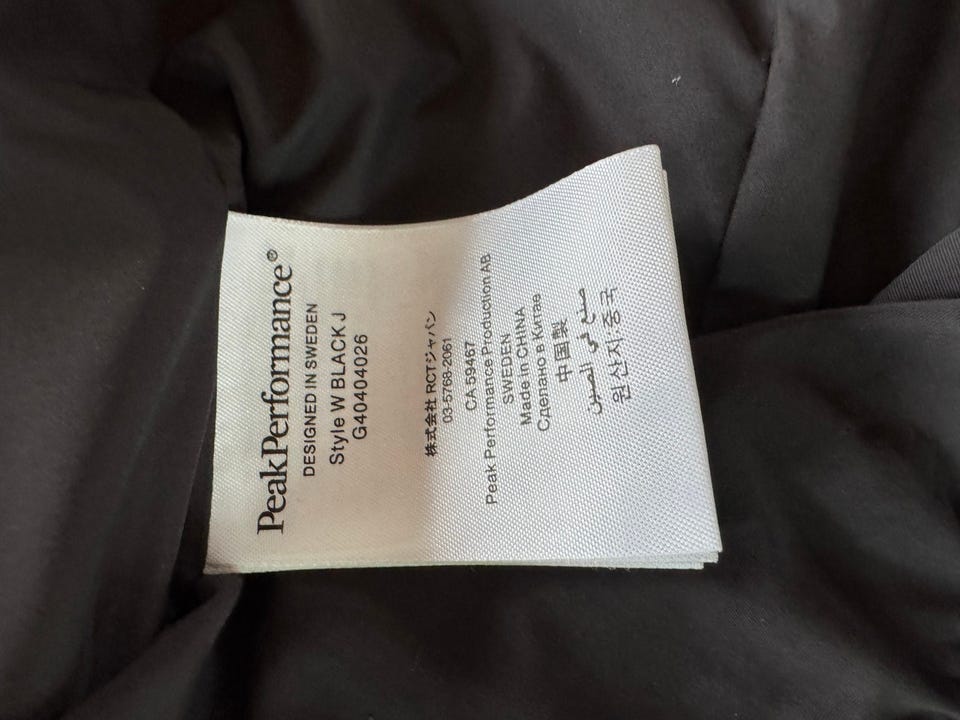 PeakPerformance®
DESIGNED IN SWEDEN
Style W BLACK J
G40404026
株式会社 RCTジャパン
03-5768-2061
CA 59467
Peak Performance Production AB
SWEDEN
Made in CHINA
Сделано в Китае
中国製
صنع في الصين
원산지:중국